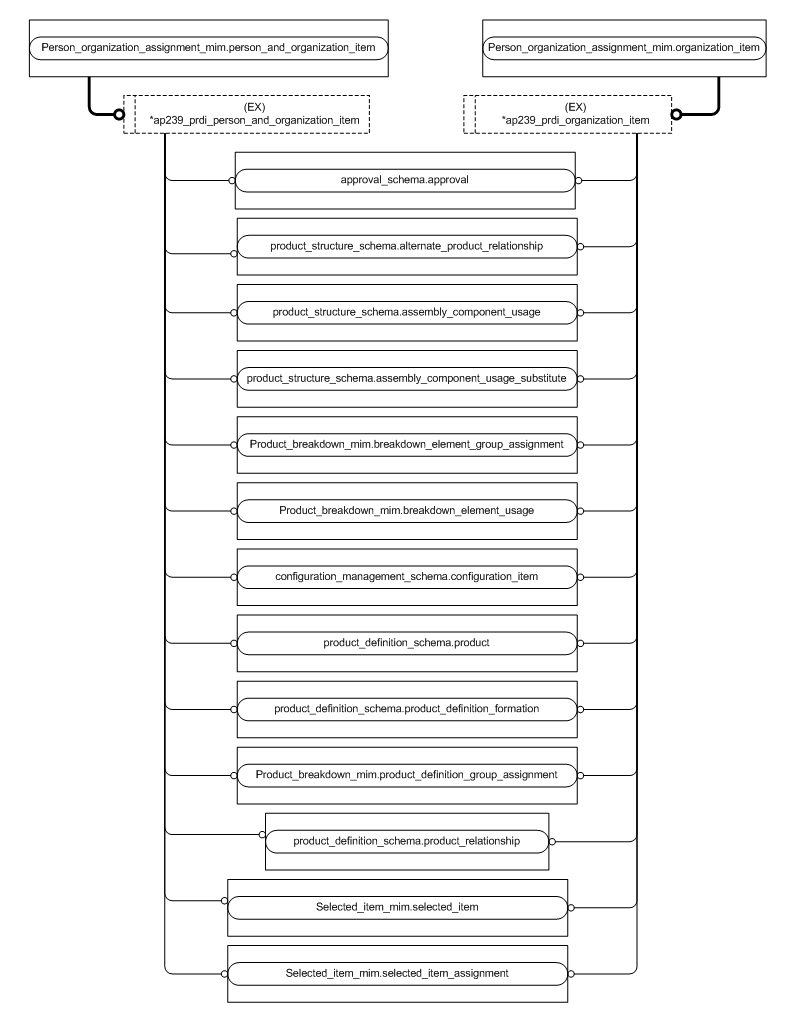 Person_organization_assignment_mim.person_and_organization_item
Person_organization_assignment_mim.organization_item
(EX)
*ap239_prdi_person_and_organization_item
(EX)
*ap239_prdi_organization_item
approval_schema.approval
product_structure_schema.alternate_product_relationship
product_structure_schema.assembly_component_usage
product_structure_schema.assembly_component_usage_substitute
Product_breakdown_mim.breakdown_element_group_assignment
Product_breakdown_mim.breakdown_element_usage
configuration_management_schema.configuration_item
product_definition_schema.product
product_definition_schema.product_definition_formation
Product_breakdown_mim.product_definition_group_assignment
product_definition_schema.product_relationship
Selected_item_mim.selected_item
Selected_item_mim.selected_item_assignment